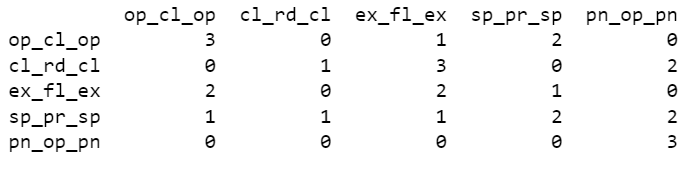 op_cl_op cl_rd_cl ex_fl_ex sp_pr_sp pn_op_pn
op_cl_op 3 0 1 2 0
cl_rd_cl 0 1 3 0 2
ex_fl_ex 2 0 2 1 0
sp_pr_sp 1 1 1 2 2
pn_op_pn 0 0 0 0 3